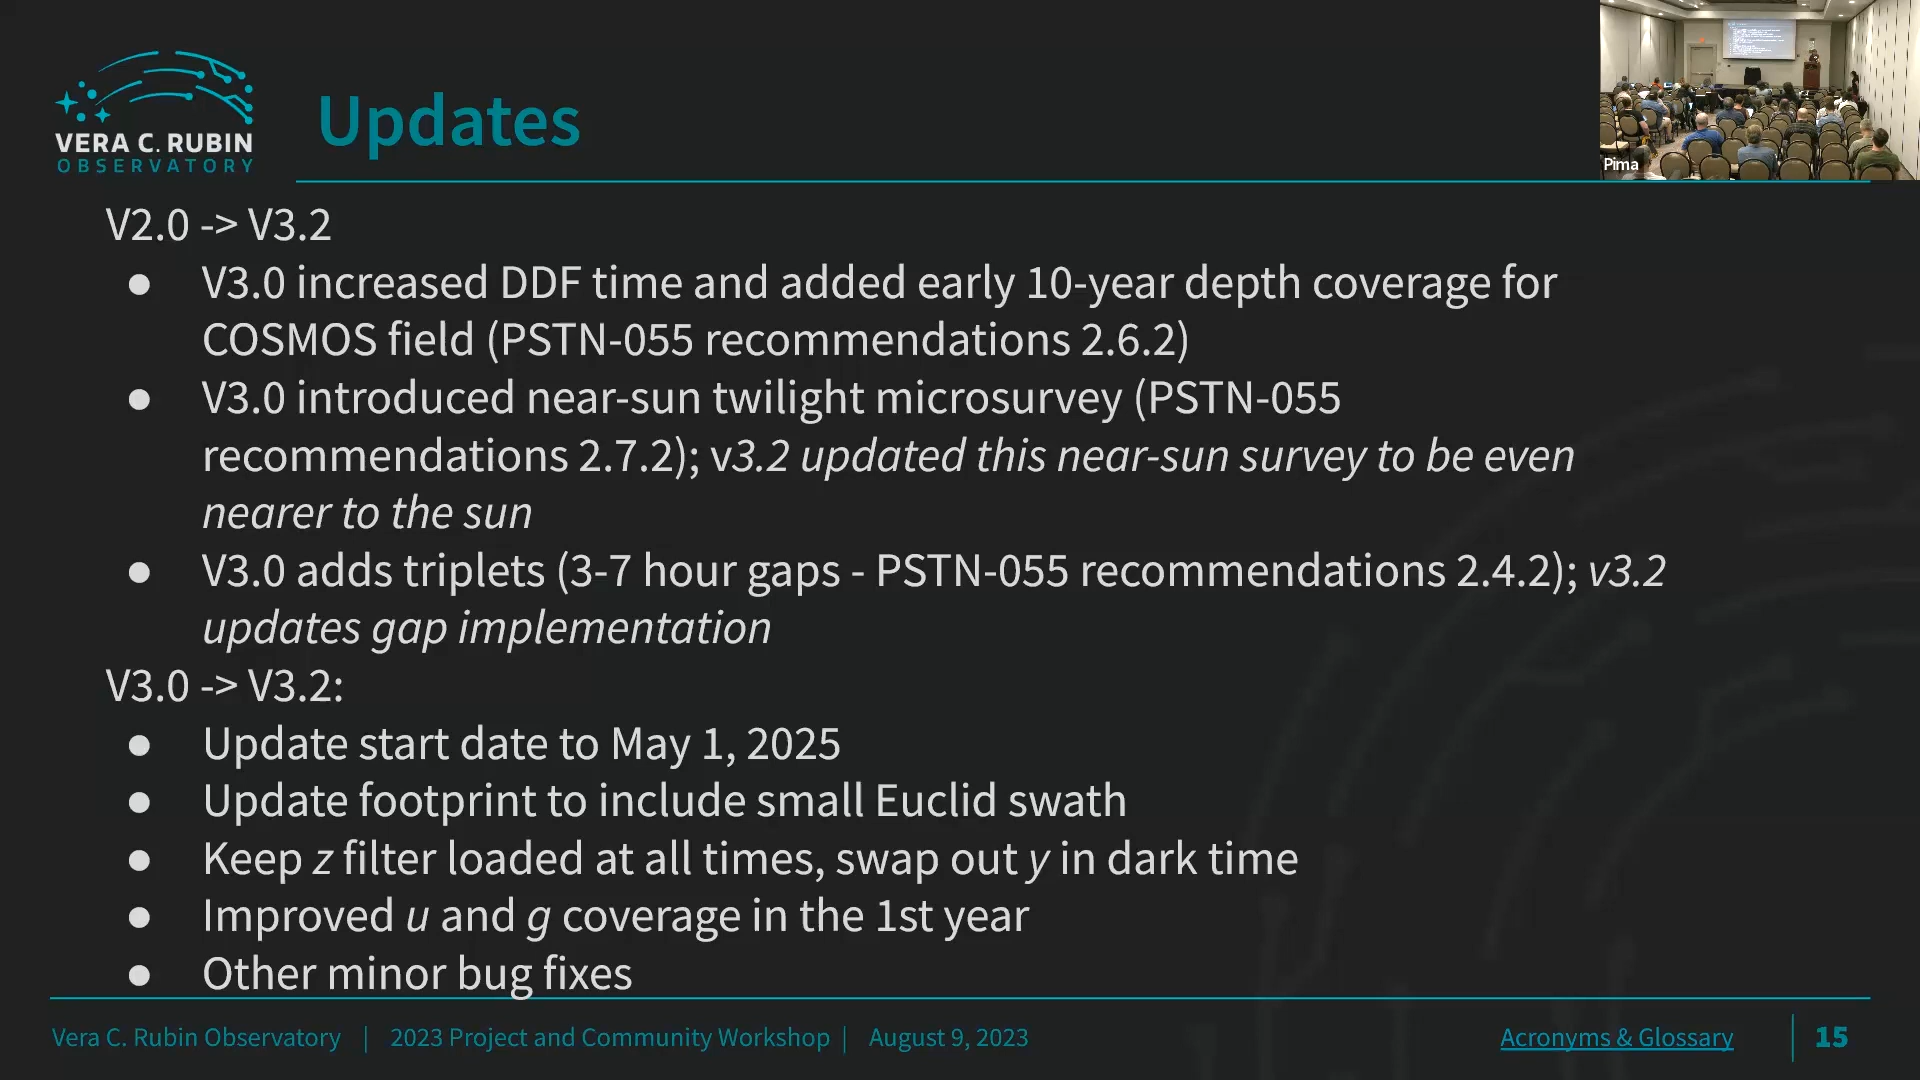 VERA C. RUBIN
OBSERVATORY
Updates
Pima
V2.0 -> V3.2
● V3.0 increased DDF time and added early 10-year depth coverage for
COSMOS field (PSTN-055 recommendations 2.6.2)
● V3.0 introduced near-sun twilight microsurvey (PSTN-055
recommendations 2.7.2); v3.2 updated this near-sun survey to be even
nearer to the sun
● V3.0 adds triplets (3-7 hour gaps - PSTN-055 recommendations 2.4.2); v3.2
updates gap implementation
V3.0 -> V3.2:
● Update start date to May 1, 2025
● Update footprint to include small Euclid swath
● Keep z filter loaded at all times, swap out y in dark time
● Improved u and g coverage in the 1st year
● Other minor bug fixes
Vera C. Rubin Observatory | 2023 Project and Community Workshop | August 9, 2023
Acronyms & Glossary | 15